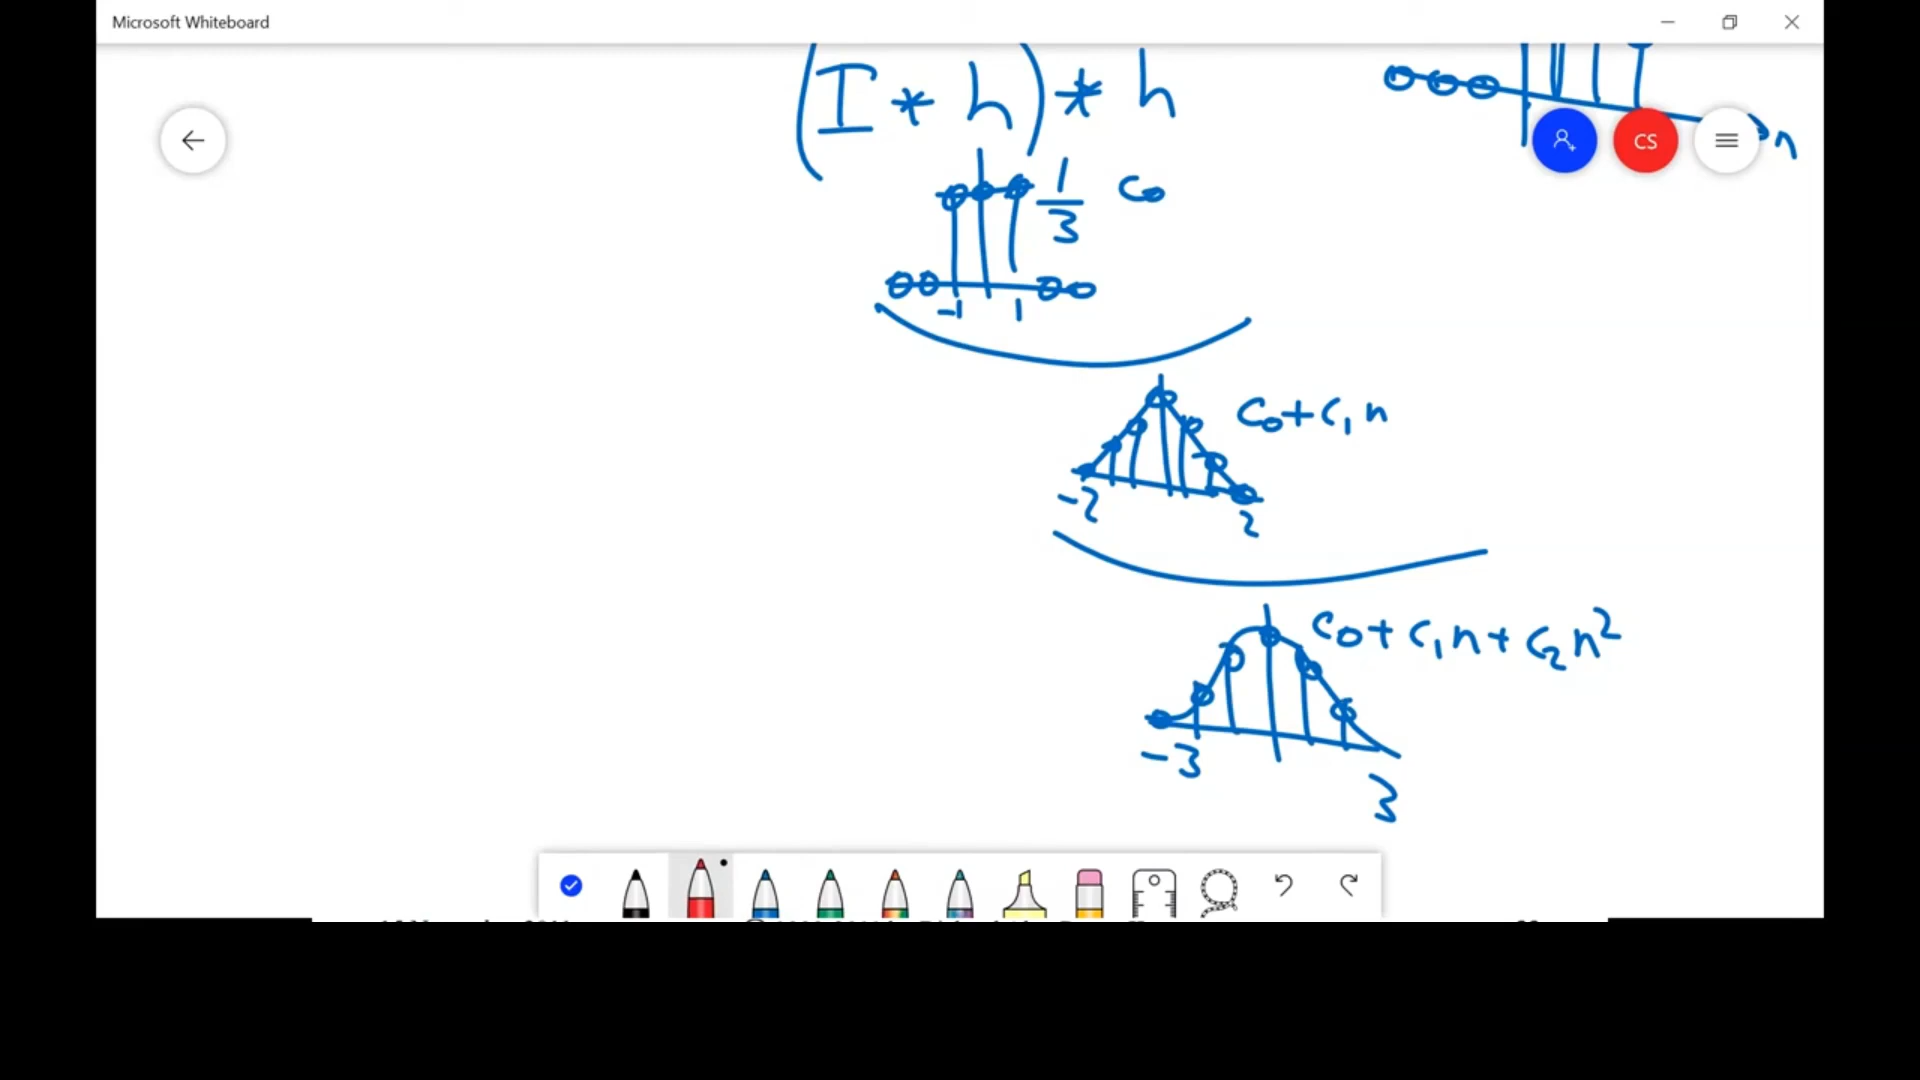 Microsoft Whiteboard
(I * h) * h
n
CS
1/3 c0
-1 1
c0+c1n
-2 2
c0+c1n+c2n²
-3 3